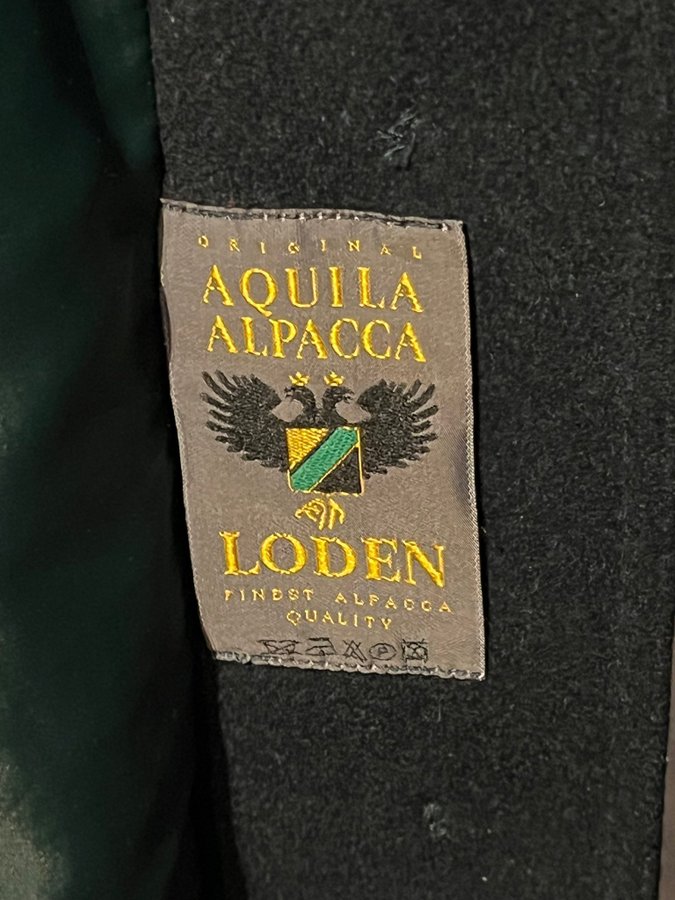 ORIGINAL
AQUILA
ALPACCA
LODEN
FINEST ALPACCA
QUALITY
P